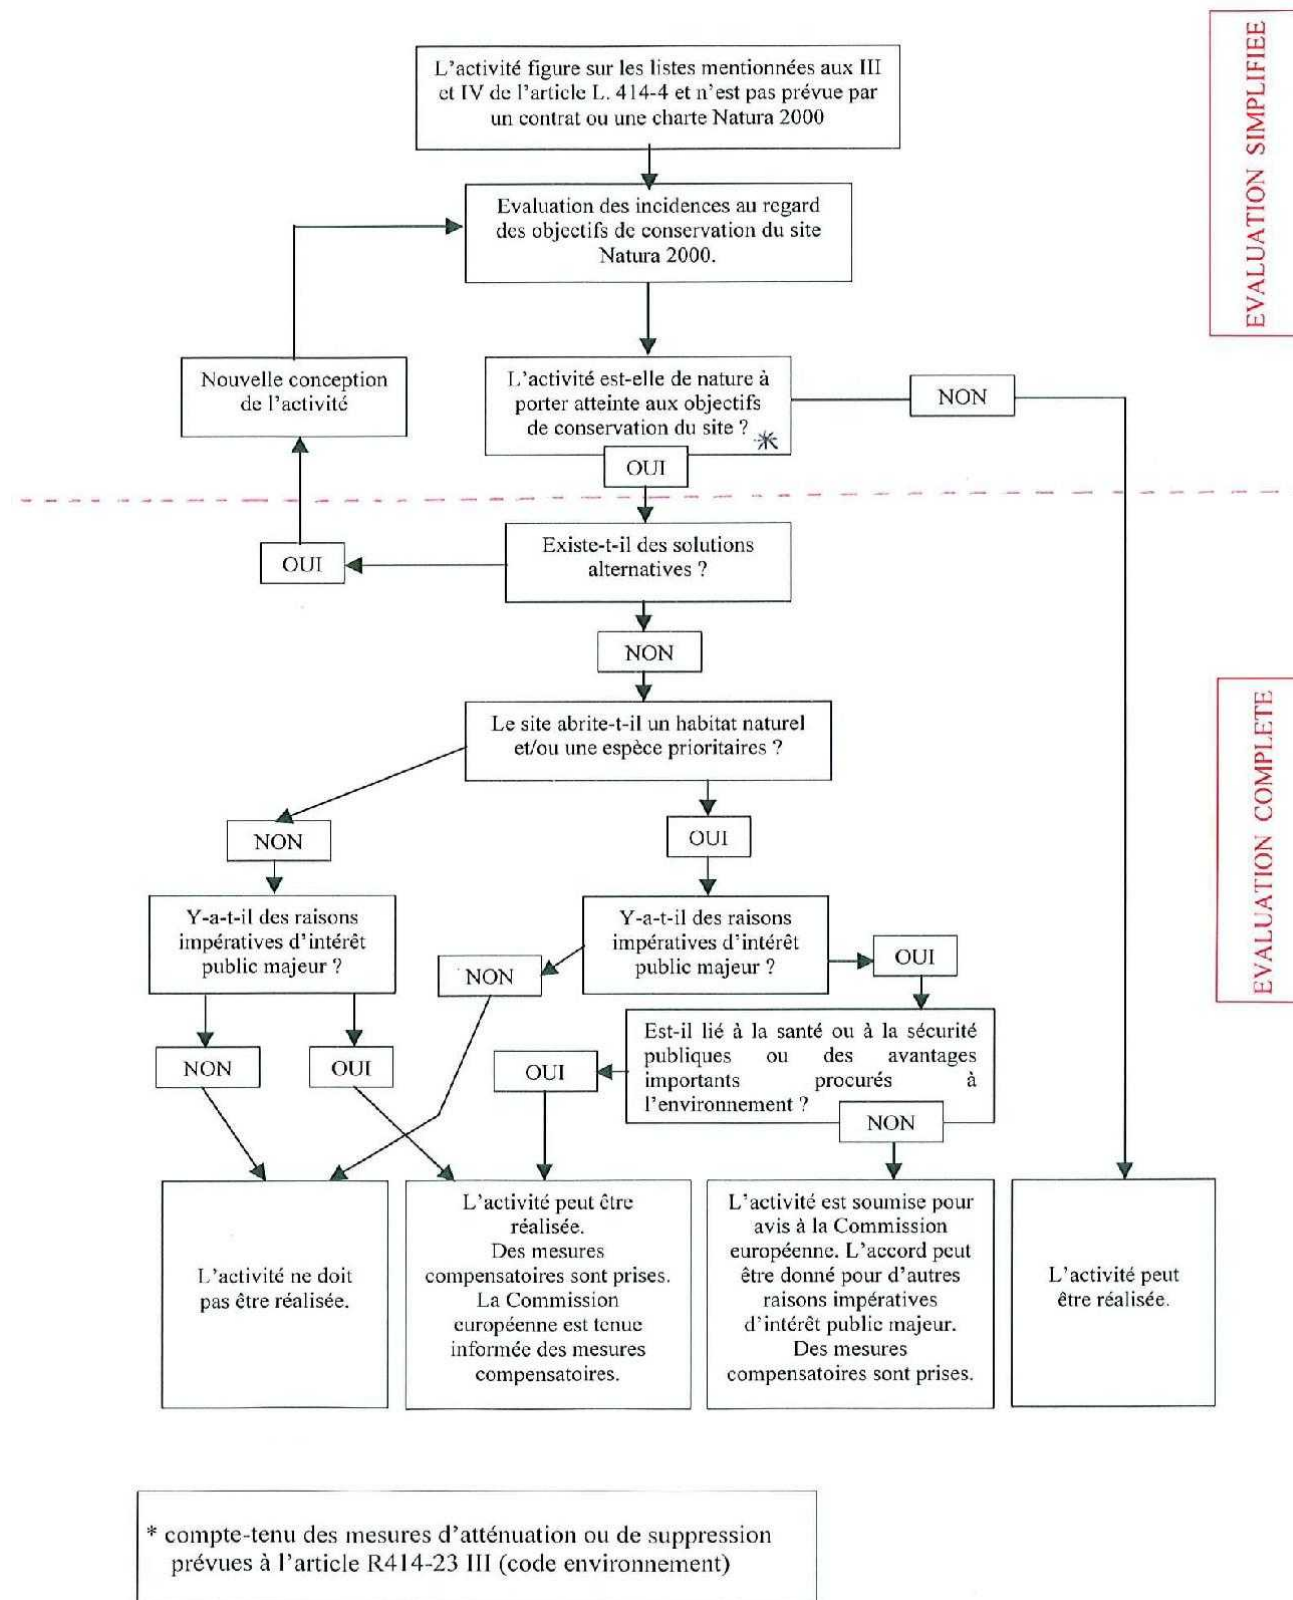 EVALUATION SIMPLIFIEE
L'activité figure sur les listes mentionnées aux III
et IV de l'article L. 414-4 et n'est pas prévue par
un contrat ou une charte Natura 2000
Evaluation des incidences au regard
des objectifs de conservation du site
Natura 2000.
Nouvelle conception
de l'activité
L'activité est-elle de nature à
porter atteinte aux objectifs
de conservation du site ? *
NON
OUI
Existe-t-il des solutions
alternatives ?
OUI
NON
EVALUATION COMPLETE
Le site abrite-t-il un habitat naturel
et/ou une espèce prioritaires ?
NON
OUI
Y-a-t-il des raisons
impératives d'intérêt
public majeur ?
Y-a-t-il des raisons
impératives d'intérêt
public majeur ?
NON
OUI
Est-il lié à la santé ou à la sécurité
publiques ou des avantages
importants procurés à
l'environnement ?
NON
OUI
OUI
NON
L'activité ne doit
pas être réalisée.
L'activité peut être
réalisée.
Des mesures
compensatoires sont prises.
La Commission
européenne est tenue
informée des mesures
compensatoires.
L'activité est soumise pour
avis à la Commission
européenne. L'accord peut
être donné pour d'autres
raisons impératives
d'intérêt public majeur.
Des mesures
compensatoires sont prises.
L'activité peut
être réalisée.
* compte-tenu des mesures d'atténuation ou de suppression
prévues à l'article R414-23 III (code environnement)